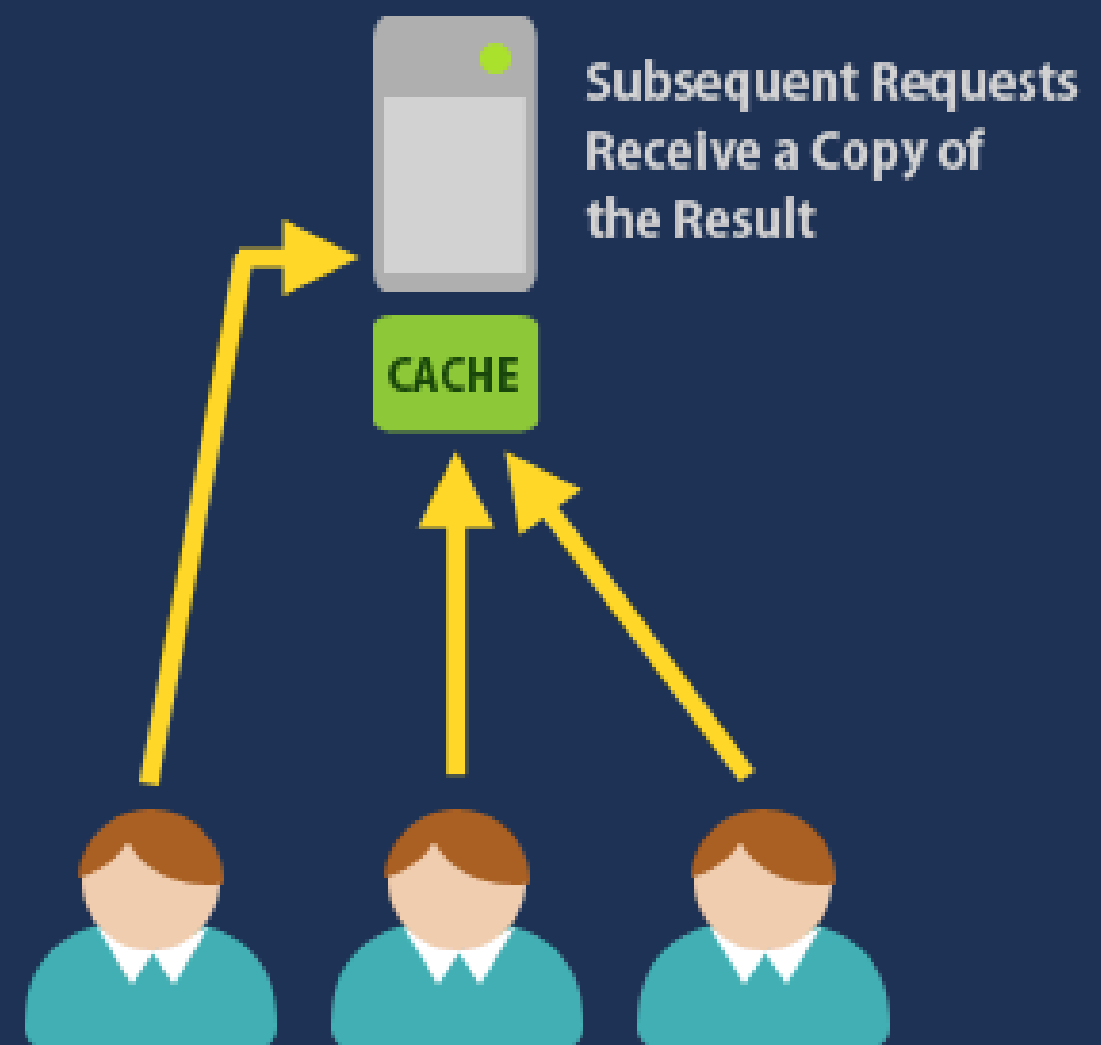 Subsequent Requests
Receive a Copy of
the Result
CACHE